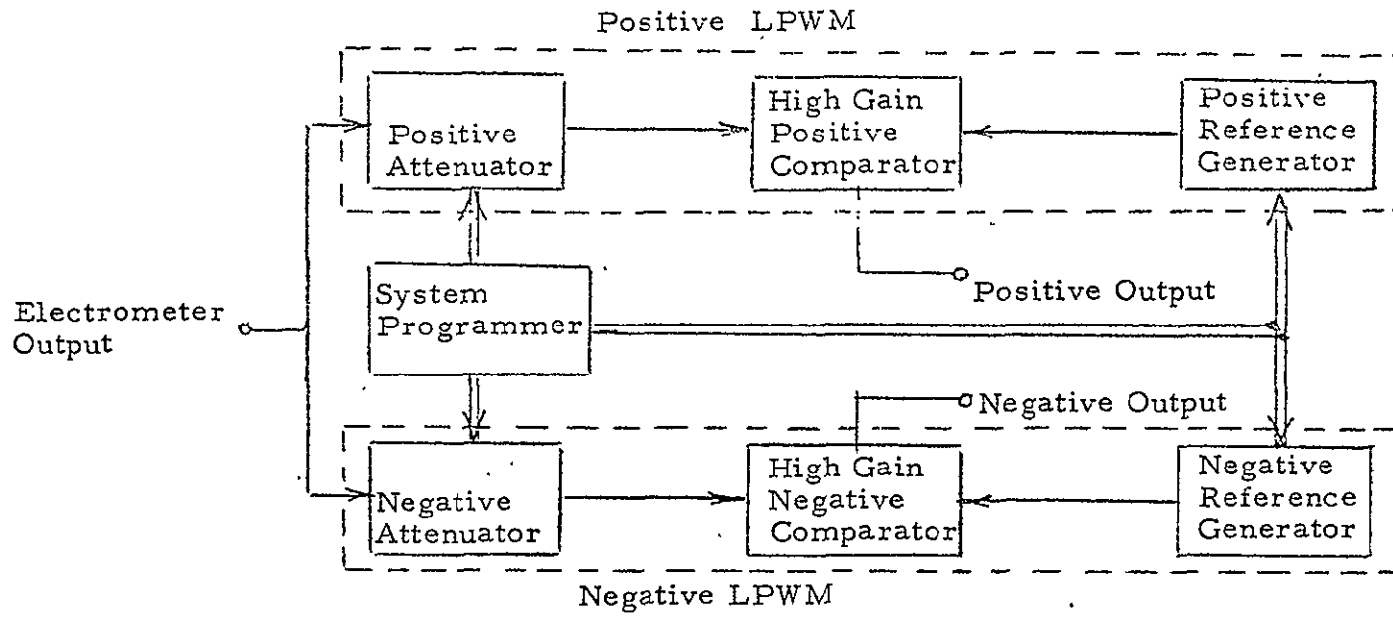 Positive LPWM
Positive
Attenuator
High Gain
Positive
Comparator
Positive
Reference
Generator
System
Programmer
Electrometer
Output
Positive Output
Negative Output
Negative
Attenuator
High Gain
Negative
Comparator
Negative
Reference
Generator
Negative LPWM